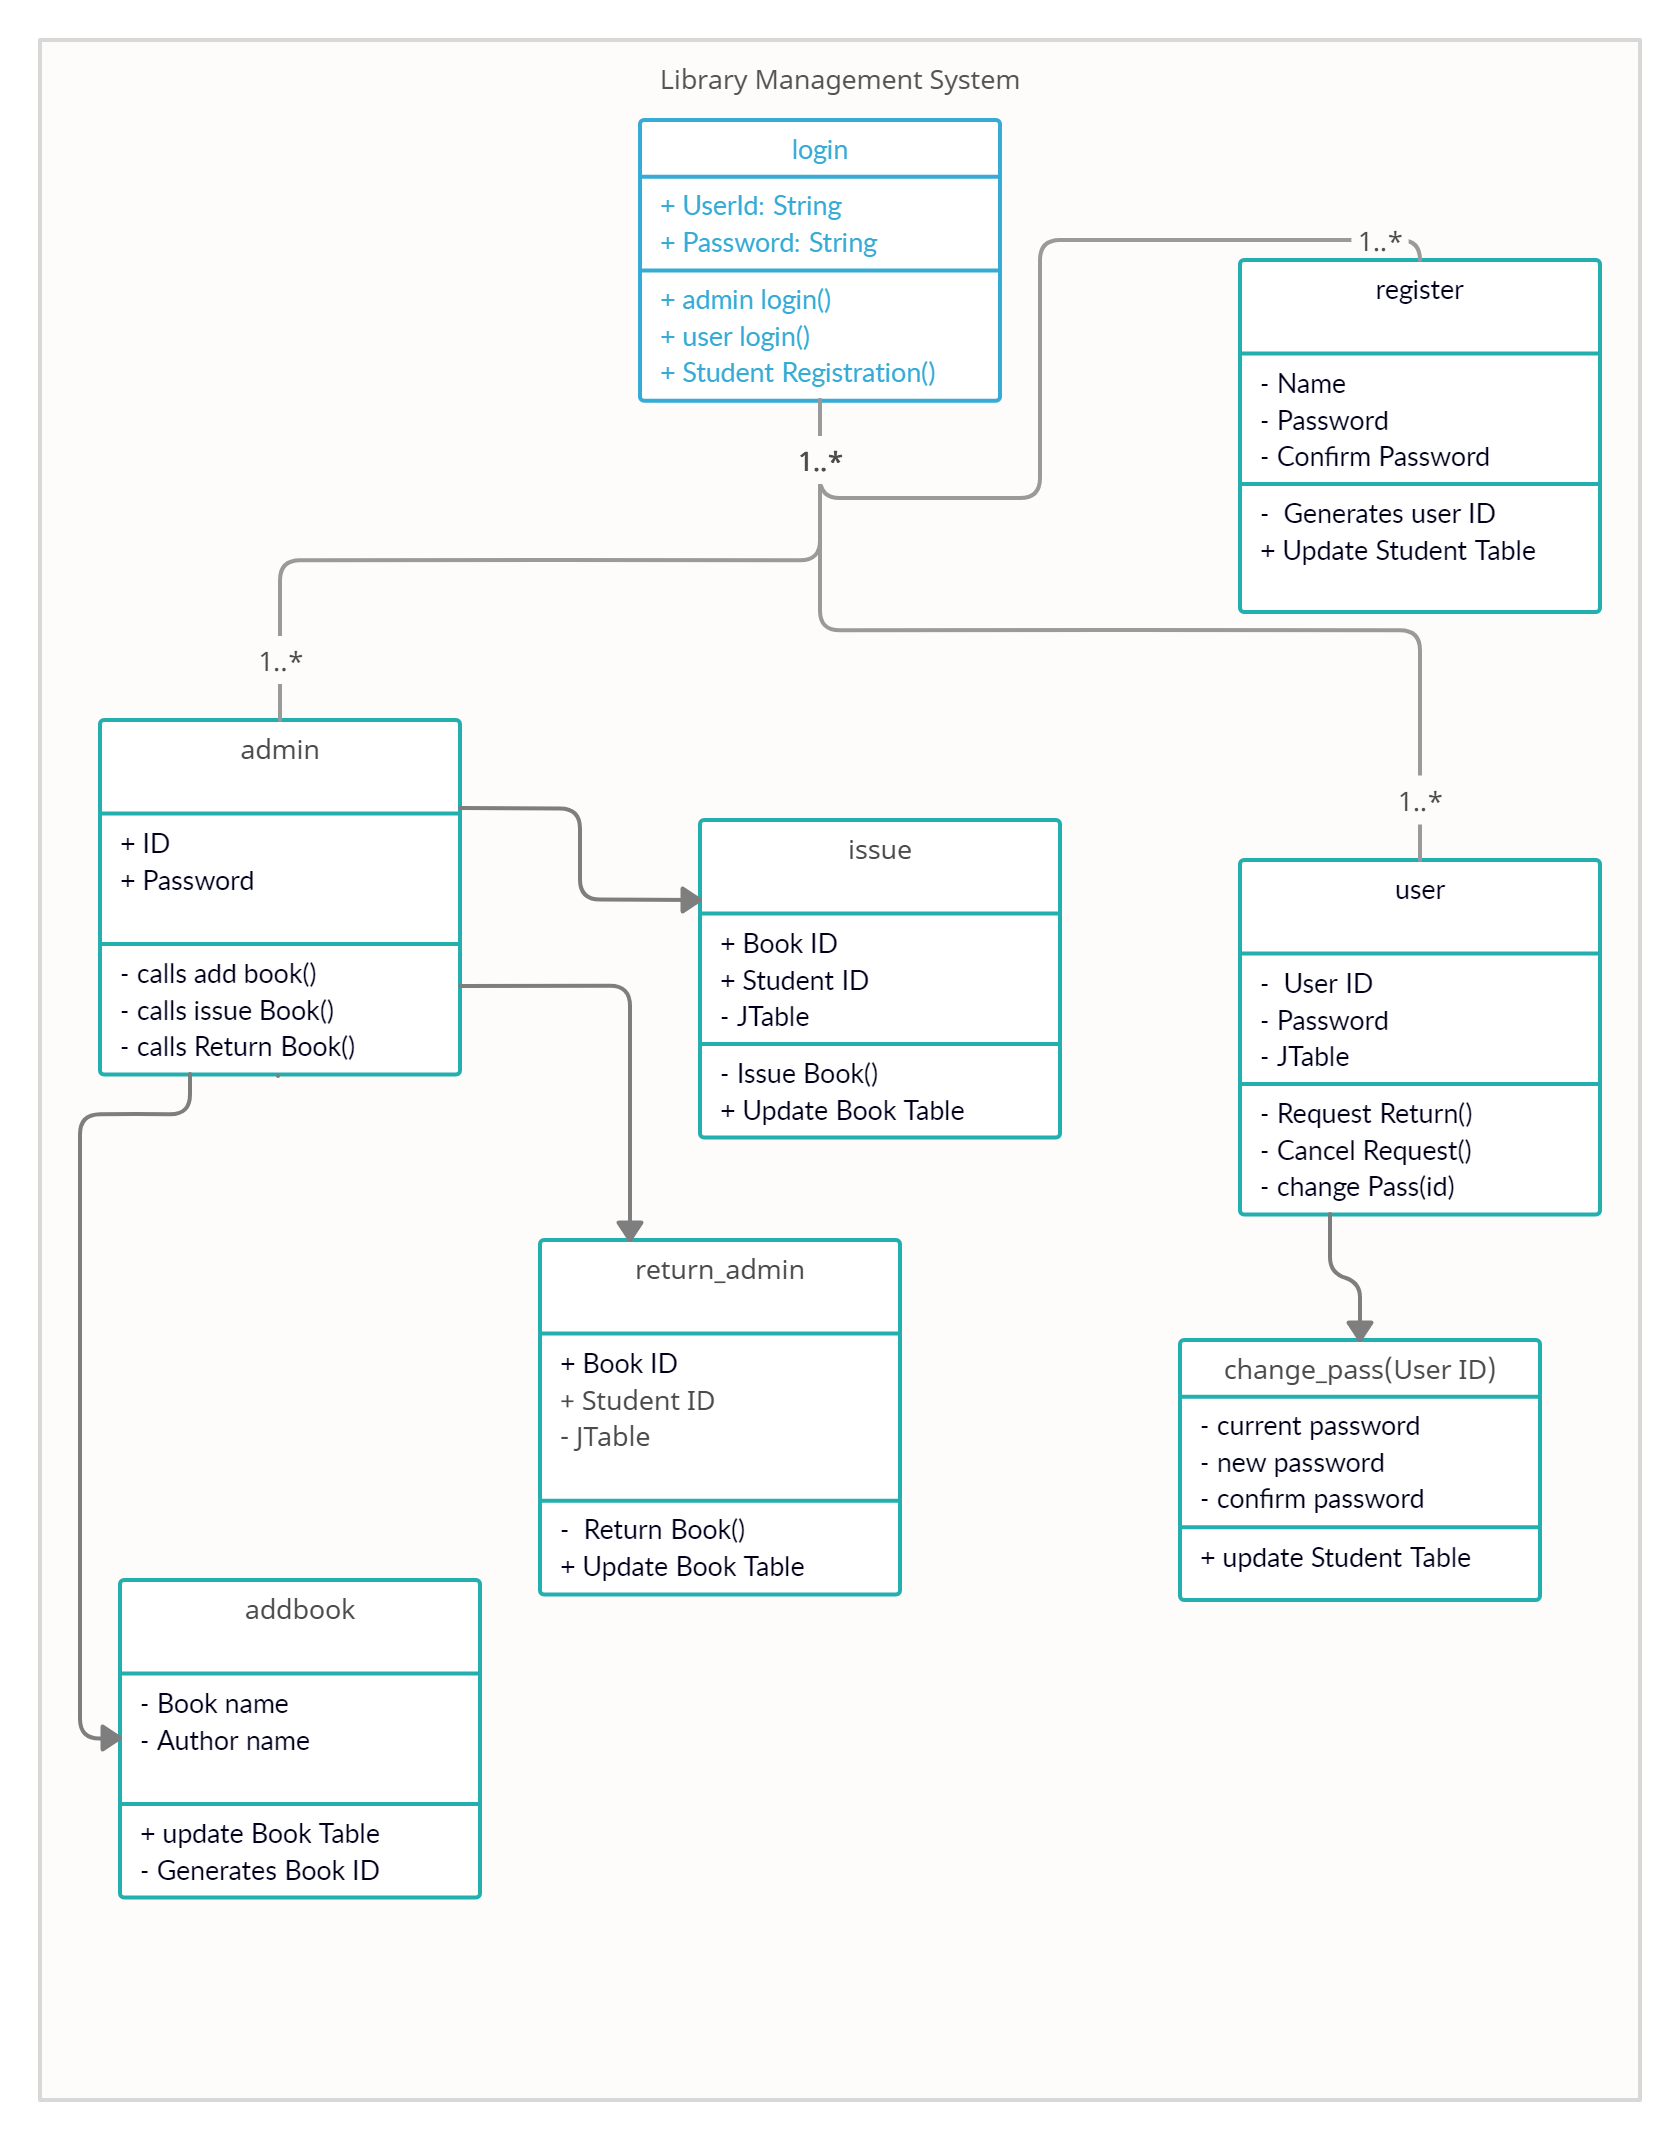 Library Management System
login
+ UserId: String
+ Password: String
+ admin login()
+ user login()
+ Student Registration()
1..*
1..*
register
- Name
- Password
- Confirm Password
-  Generates user ID
+ Update Student Table
1..*
admin
+ ID
+ Password
- calls add book()
- calls issue Book()
- calls Return Book()
issue
+ Book ID
+ Student ID
- JTable
- Issue Book()
+ Update Book Table
1..*
user
-  User ID
- Password
- JTable
- Request Return()
- Cancel Request()
- change Pass(id)
return_admin
+ Book ID
+ Student ID
- JTable
-  Return Book()
+ Update Book Table
change_pass(User ID)
- current password
- new password
- confirm password
+ update Student Table
addbook
- Book name
- Author name
+ update Book Table
- Generates Book ID